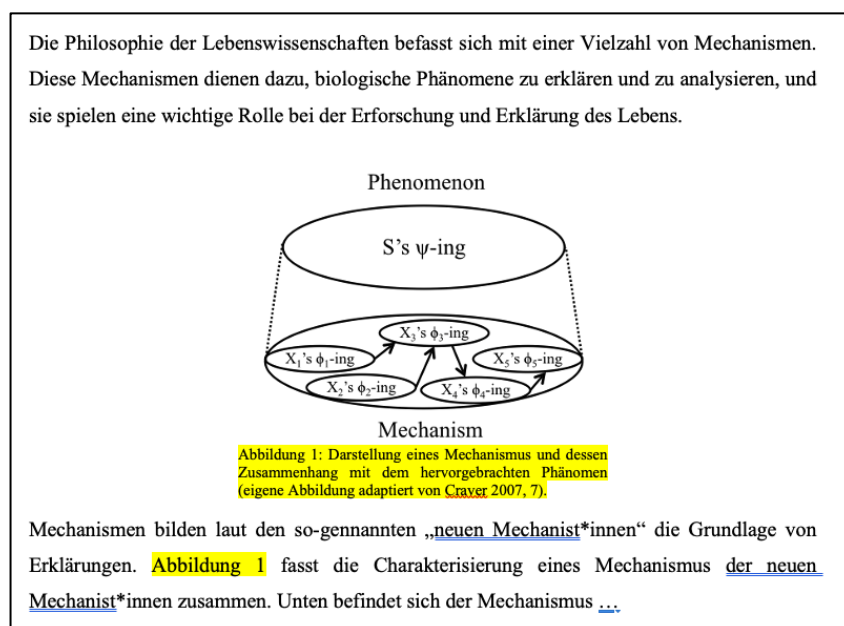 Die Philosophie der Lebenswissenschaften befasst sich mit einer Vielzahl von Mechanismen.
Diese Mechanismen dienen dazu, biologische Phänomene zu erklären und zu analysieren, und
sie spielen eine wichtige Rolle bei der Erforschung und Erklärung des Lebens.
Phenomenon
S's ψ-ing
X₃'s ϕ₃-ing
X₁'s ϕ₁-ing
X₅'s ϕ₅-ing
X₂'s ϕ₂-ing
X₄'s ϕ₄-ing
Mechanism
Abbildung 1: Darstellung eines Mechanismus und dessen
Zusammenhang mit dem hervorgebrachten Phänomen
(eigene Abbildung adaptiert von Craver 2007, 7).
Mechanismen bilden laut den so-gennannten „neuen Mechanist*innen“ die Grundlage von
Erklärungen. Abbildung 1 fasst die Charakterisierung eines Mechanismus der neuen
Mechanist*innen zusammen. Unten befindet sich der Mechanismus …